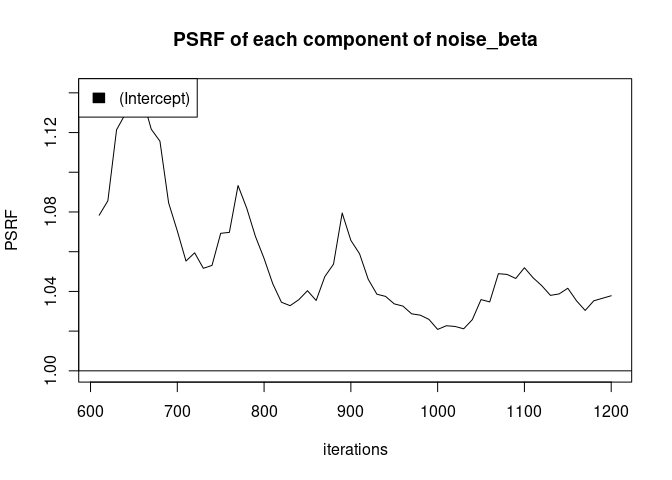 PSRF of each component of noise_beta
(Intercept)
PSRF
1.12
1.08
1.04
1.00
600 700 800 900 1000 1100 1200
iterations